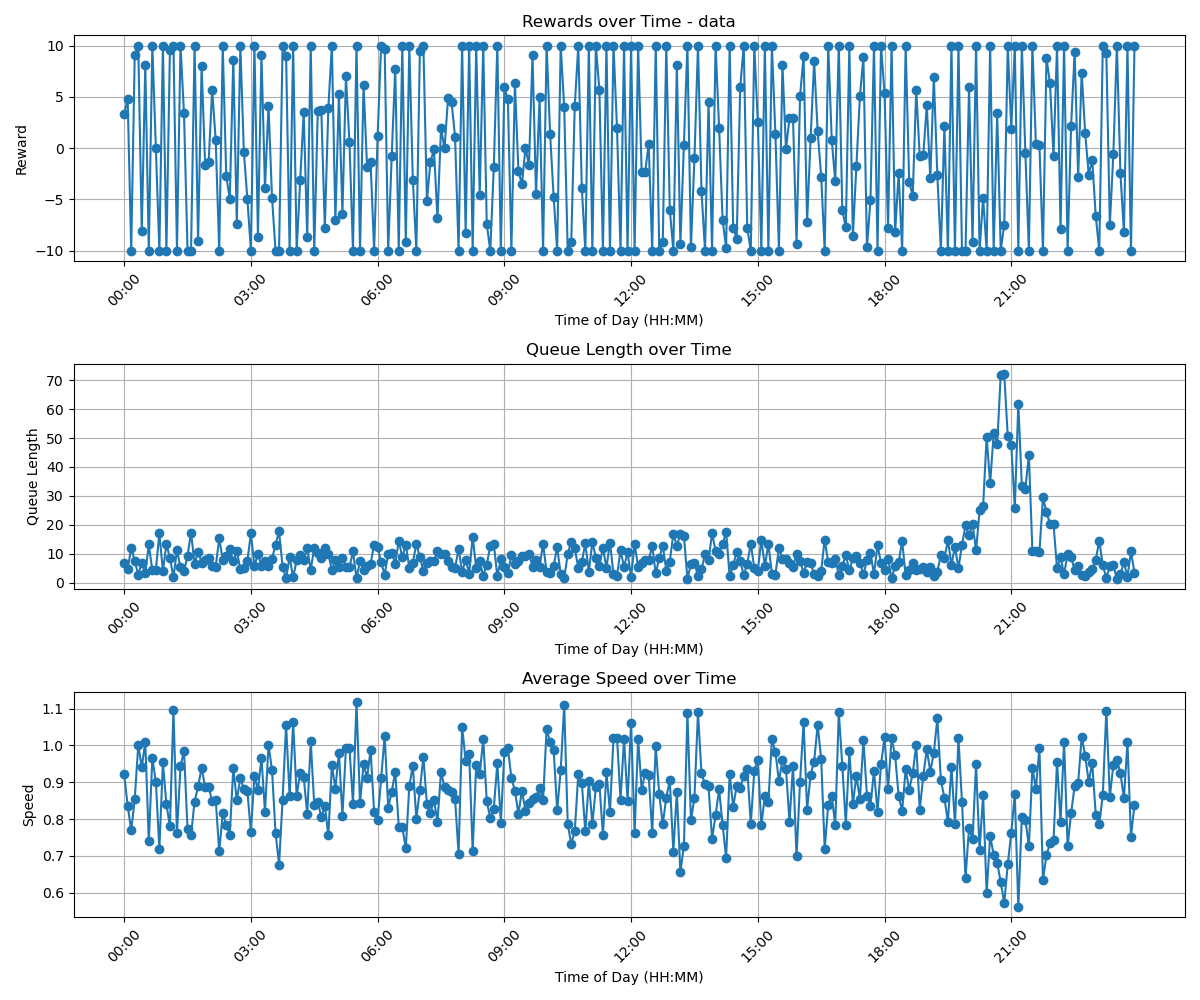 Rewards over Time - data
Reward
10
5
0
−5
−10
00:00 03:00 06:00 09:00 12:00 15:00 18:00 21:00
Time of Day (HH:MM)
Queue Length over Time
Queue Length
70
60
50
40
30
20
10
0
00:00 03:00 06:00 09:00 12:00 15:00 18:00 21:00
Time of Day (HH:MM)
Average Speed over Time
Speed
1.1
1.0
0.9
0.8
0.7
0.6
00:00 03:00 06:00 09:00 12:00 15:00 18:00 21:00
Time of Day (HH:MM)